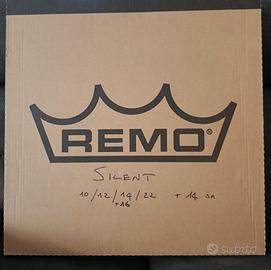 REMO®
SILENT
10/12/14/22 + 14 sn
+16
subito